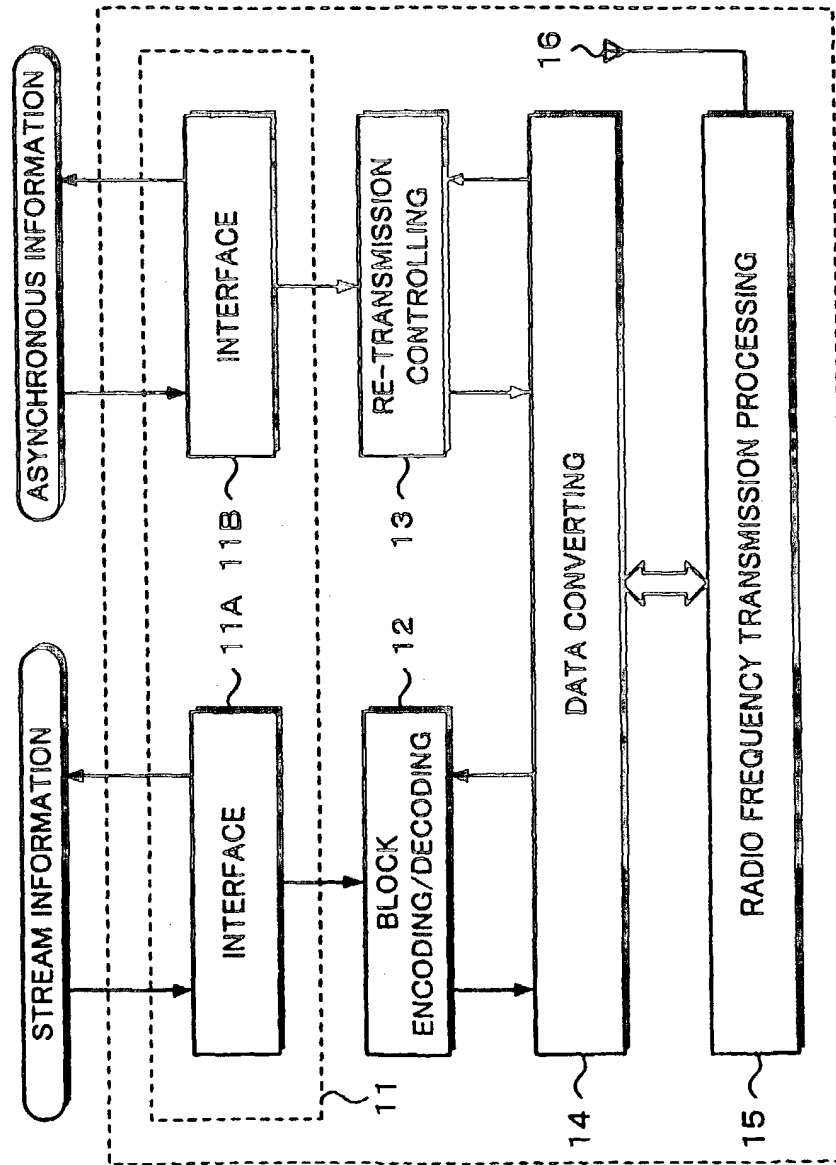 STREAM INFORMATION
ASYNCHRONOUS INFORMATION
INTERFACE
11A
11B
INTERFACE
11
BLOCK
ENCODING/DECODING
12
13
RE-TRANSMISSION
CONTROLLING
14
DATA CONVERTING
16
15
RADIO FREQUENCY TRANSMISSION PROCESSING